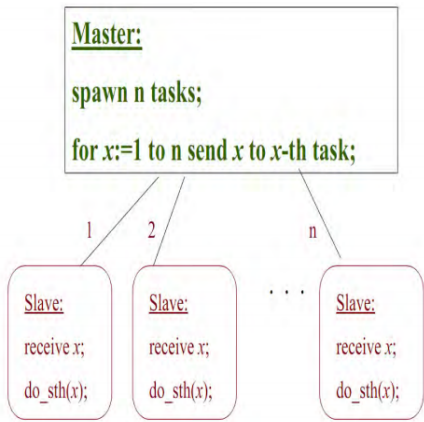 Master:
spawn n tasks;
for x:=1 to n send x to x-th task;
1 2 n
Slave:
receive x;
do_sth(x);
Slave:
receive x;
do_sth(x);
. . .
Slave:
receive x;
do_sth(x);